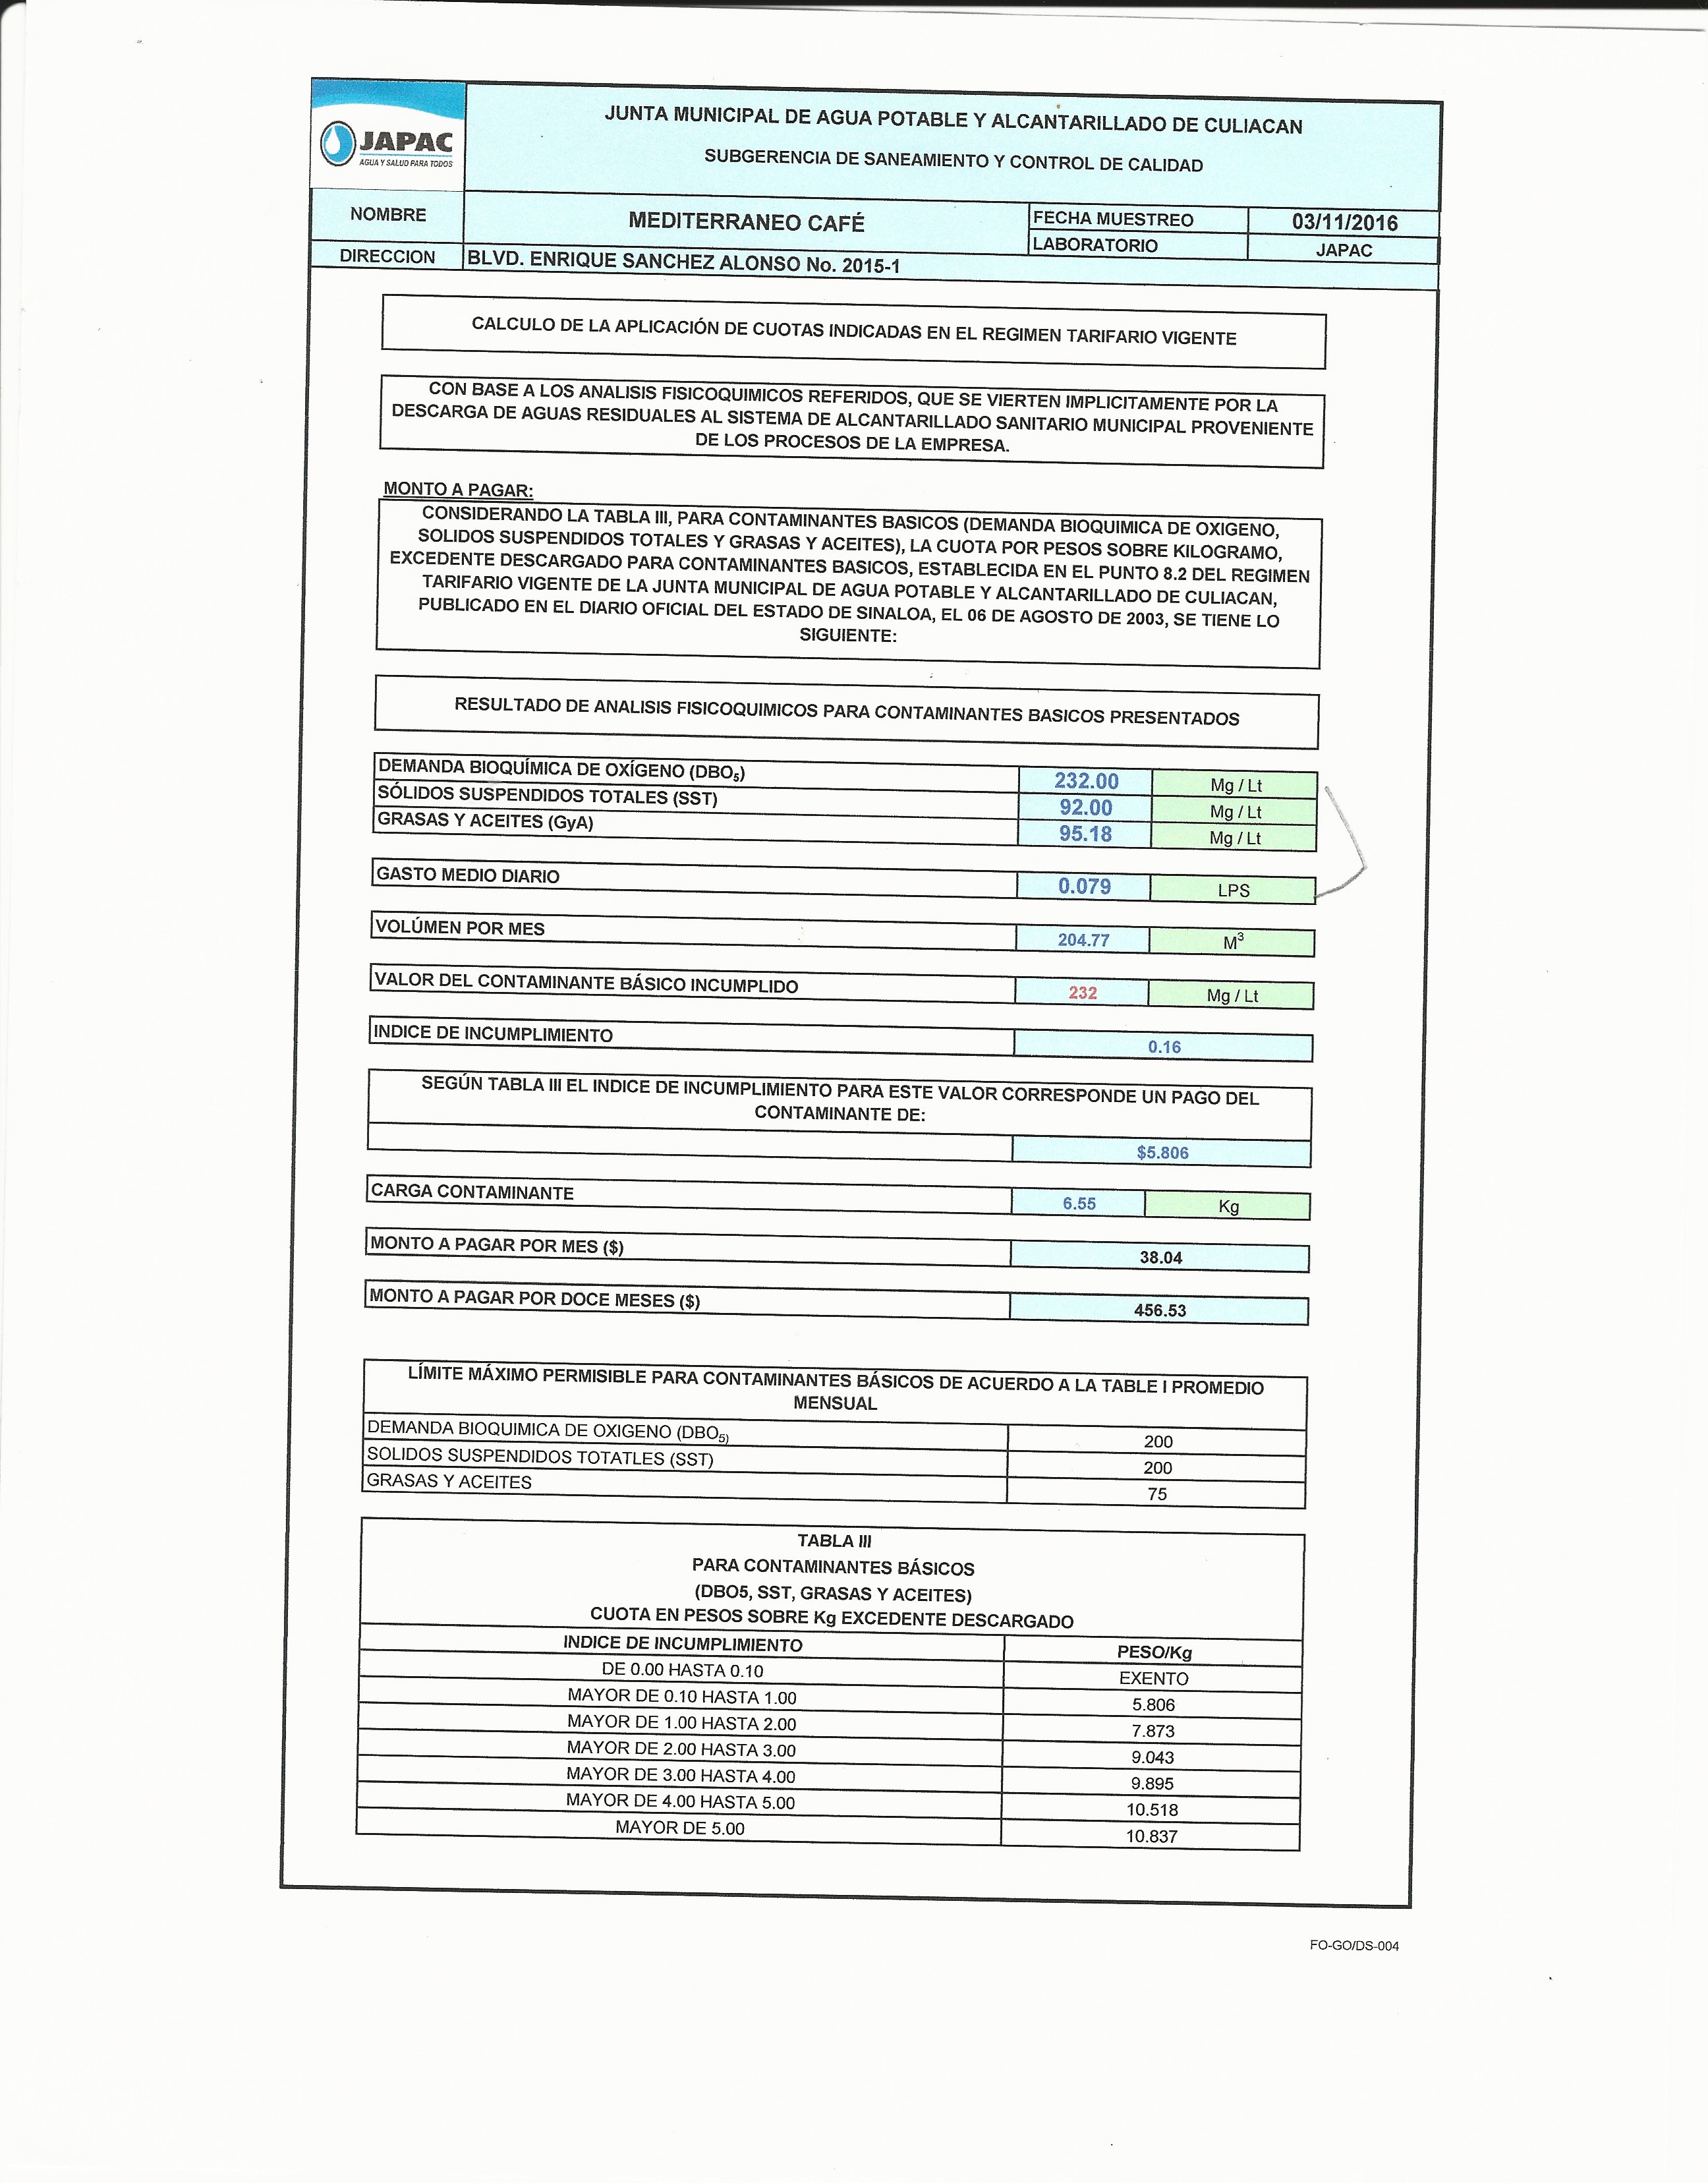 JAPAC
AGUA Y SALUD PARA TODOS
JUNTA MUNICIPAL DE AGUA POTABLE Y ALCANTARILLADO DE CULIACAN
SUBGERENCIA DE SANEAMIENTO Y CONTROL DE CALIDAD
NOMBRE MEDITERRANEO CAFÉ FECHA MUESTREO 03/11/2016
LABORATORIO JAPAC
DIRECCION BLVD. ENRIQUE SANCHEZ ALONSO No. 2015-1
CALCULO DE LA APLICACIÓN DE CUOTAS INDICADAS EN EL REGIMEN TARIFARIO VIGENTE
CON BASE A LOS ANALISIS FISICOQUIMICOS REFERIDOS, QUE SE VIERTEN IMPLICITAMENTE POR LA
DESCARGA DE AGUAS RESIDUALES AL SISTEMA DE ALCANTARILLADO SANITARIO MUNICIPAL PROVENIENTE
DE LOS PROCESOS DE LA EMPRESA.
MONTO A PAGAR:
CONSIDERANDO LA TABLA III, PARA CONTAMINANTES BASICOS (DEMANDA BIOQUIMICA DE OXIGENO,
SOLIDOS SUSPENDIDOS TOTALES Y GRASAS Y ACEITES), LA CUOTA POR PESOS SOBRE KILOGRAMO,
EXCEDENTE DESCARGADO PARA CONTAMINANTES BASICOS, ESTABLECIDA EN EL PUNTO 8.2 DEL REGIMEN
TARIFARIO VIGENTE DE LA JUNTA MUNICIPAL DE AGUA POTABLE Y ALCANTARILLADO DE CULIACAN,
PUBLICADO EN EL DIARIO OFICIAL DEL ESTADO DE SINALOA, EL 06 DE AGOSTO DE 2003, SE TIENE LO
SIGUIENTE:
RESULTADO DE ANALISIS FISICOQUIMICOS PARA CONTAMINANTES BASICOS PRESENTADOS
DEMANDA BIOQUÍMICA DE OXÍGENO (DBO₅) 232.00 Mg / Lt
SÓLIDOS SUSPENDIDOS TOTALES (SST) 92.00 Mg / Lt
GRASAS Y ACEITES (GyA) 95.18 Mg / Lt
GASTO MEDIO DIARIO 0.079 LPS
VOLÚMEN POR MES 204.77 M³
VALOR DEL CONTAMINANTE BÁSICO INCUMPLIDO 232 Mg / Lt
INDICE DE INCUMPLIMIENTO 0.16
SEGÚN TABLA III EL INDICE DE INCUMPLIMIENTO PARA ESTE VALOR CORRESPONDE UN PAGO DEL
CONTAMINANTE DE:
$5.806
CARGA CONTAMINANTE 6.55 Kg
MONTO A PAGAR POR MES ($) 38.04
MONTO A PAGAR POR DOCE MESES ($) 456.53
LÍMITE MÁXIMO PERMISIBLE PARA CONTAMINANTES BÁSICOS DE ACUERDO A LA TABLE I PROMEDIO
MENSUAL
DEMANDA BIOQUIMICA DE OXIGENO (DBO₅) 200
SOLIDOS SUSPENDIDOS TOTATLES (SST) 200
GRASAS Y ACEITES 75
TABLA III
PARA CONTAMINANTES BÁSICOS
(DBO5, SST, GRASAS Y ACEITES)
CUOTA EN PESOS SOBRE Kg EXCEDENTE DESCARGADO
INDICE DE INCUMPLIMIENTO PESO/Kg
DE 0.00 HASTA 0.10 EXENTO
MAYOR DE 0.10 HASTA 1.00 5.806
MAYOR DE 1.00 HASTA 2.00 7.873
MAYOR DE 2.00 HASTA 3.00 9.043
MAYOR DE 3.00 HASTA 4.00 9.895
MAYOR DE 4.00 HASTA 5.00 10.518
MAYOR DE 5.00 10.837
FO-GO/DS-004